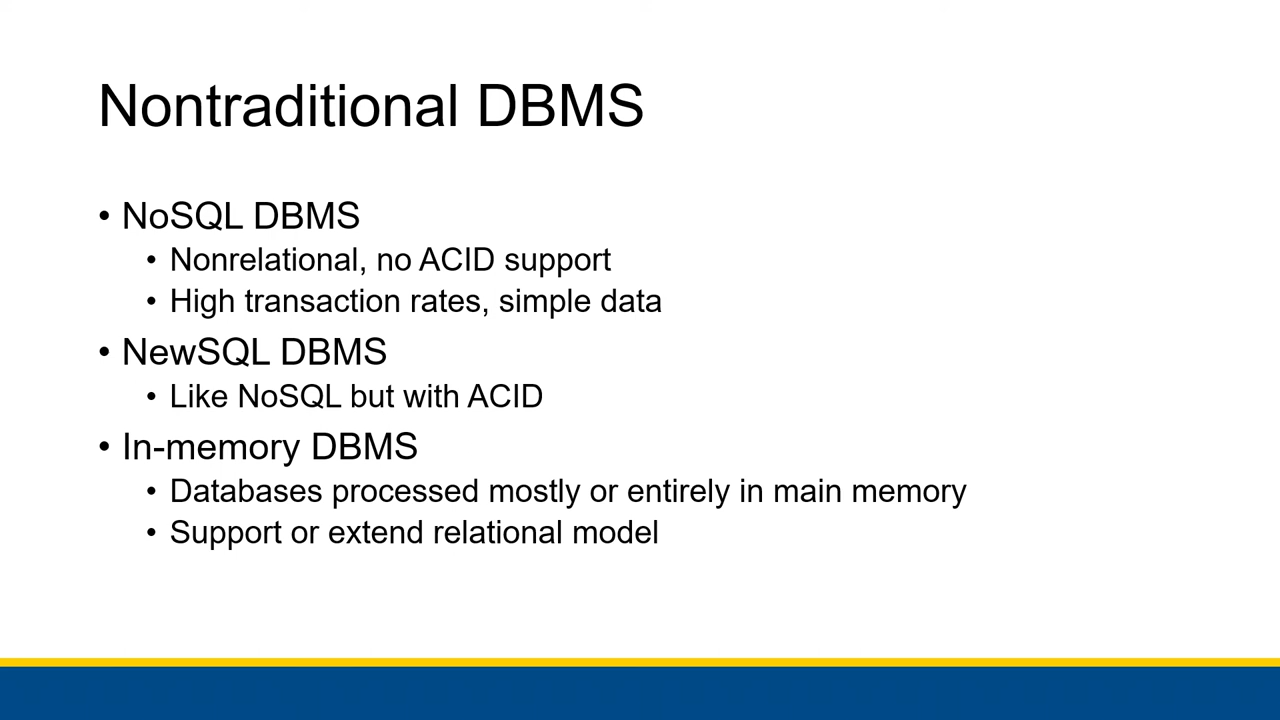 Nontraditional DBMS
• NoSQL DBMS
• Nonrelational, no ACID support
• High transaction rates, simple data
• NewSQL DBMS
• Like NoSQL but with ACID
• In-memory DBMS
• Databases processed mostly or entirely in main memory
• Support or extend relational model